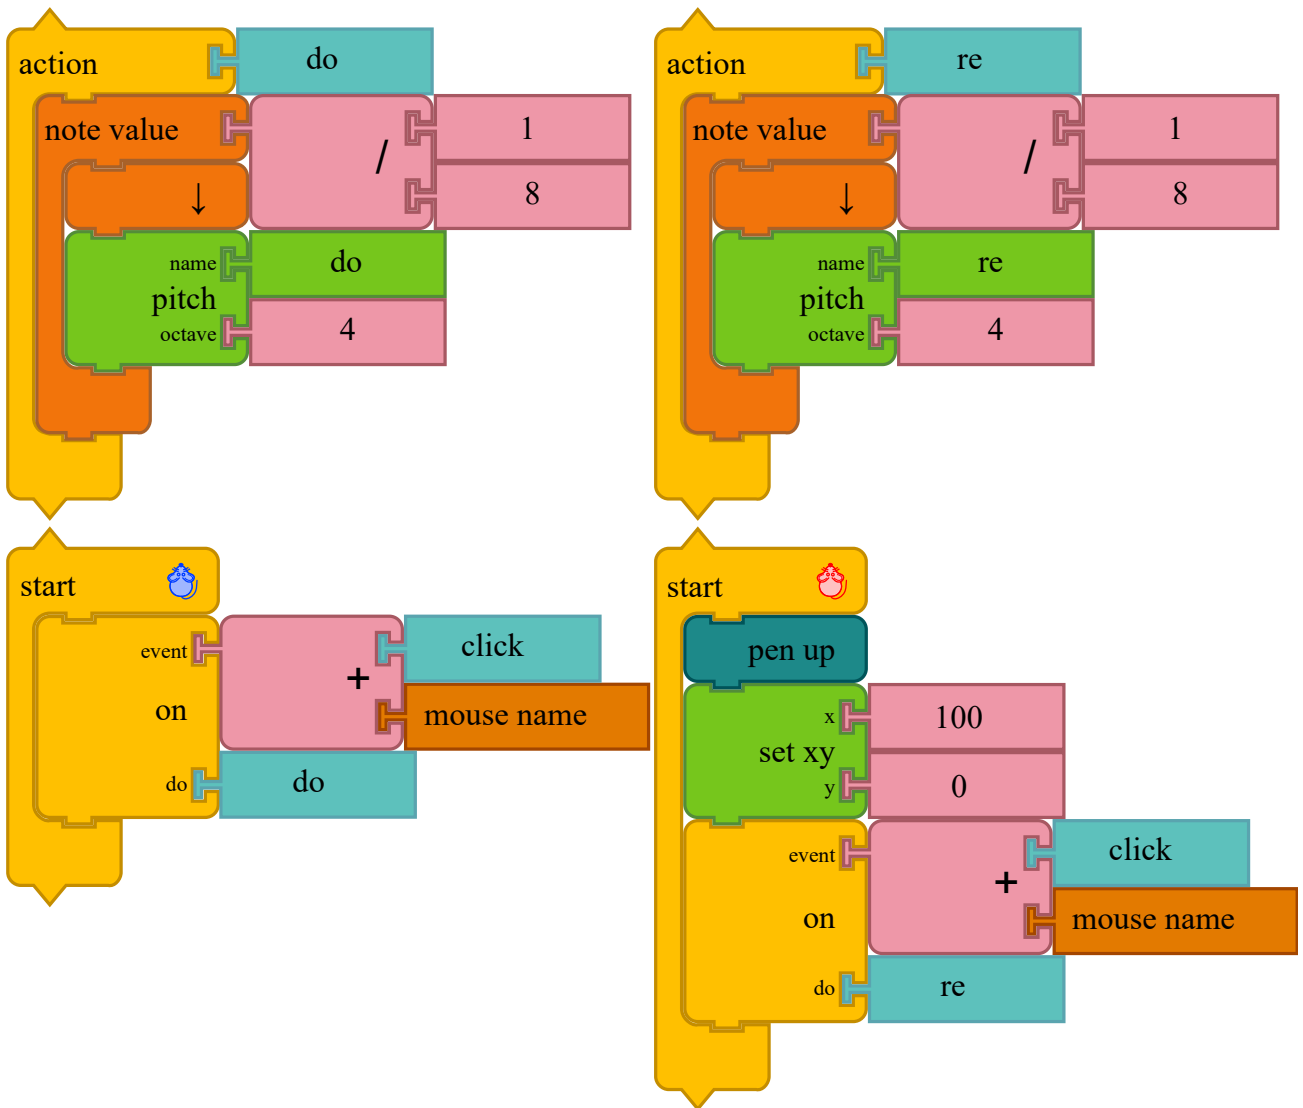 action do
note value / 1
8
↓
name do
pitch
octave 4
action re
note value / 1
8
↓
name re
pitch
octave 4
start
event click
+
mouse name
on
do do
start
pen up
x 100
set xy
y 0
event click
+
mouse name
on
do re